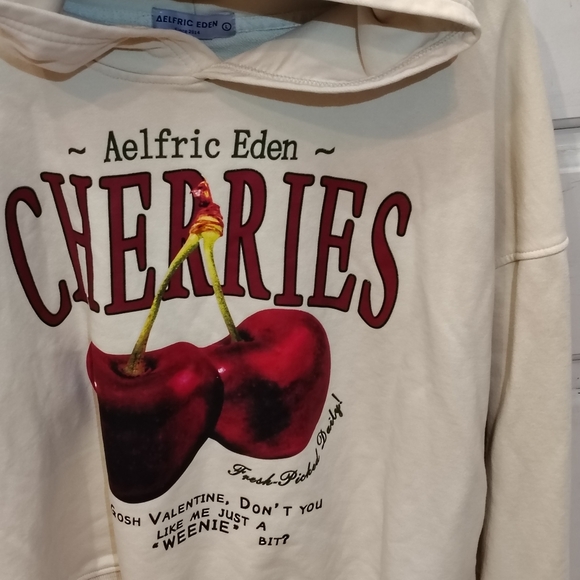 AELFRIC EDEN
L
~ Aelfric Eden ~
CHERRIES
Fresh-Picked Daily!
GOSH VALENTINE, DON'T YOU
LIKE ME JUST A
"WEENIE" BIT?